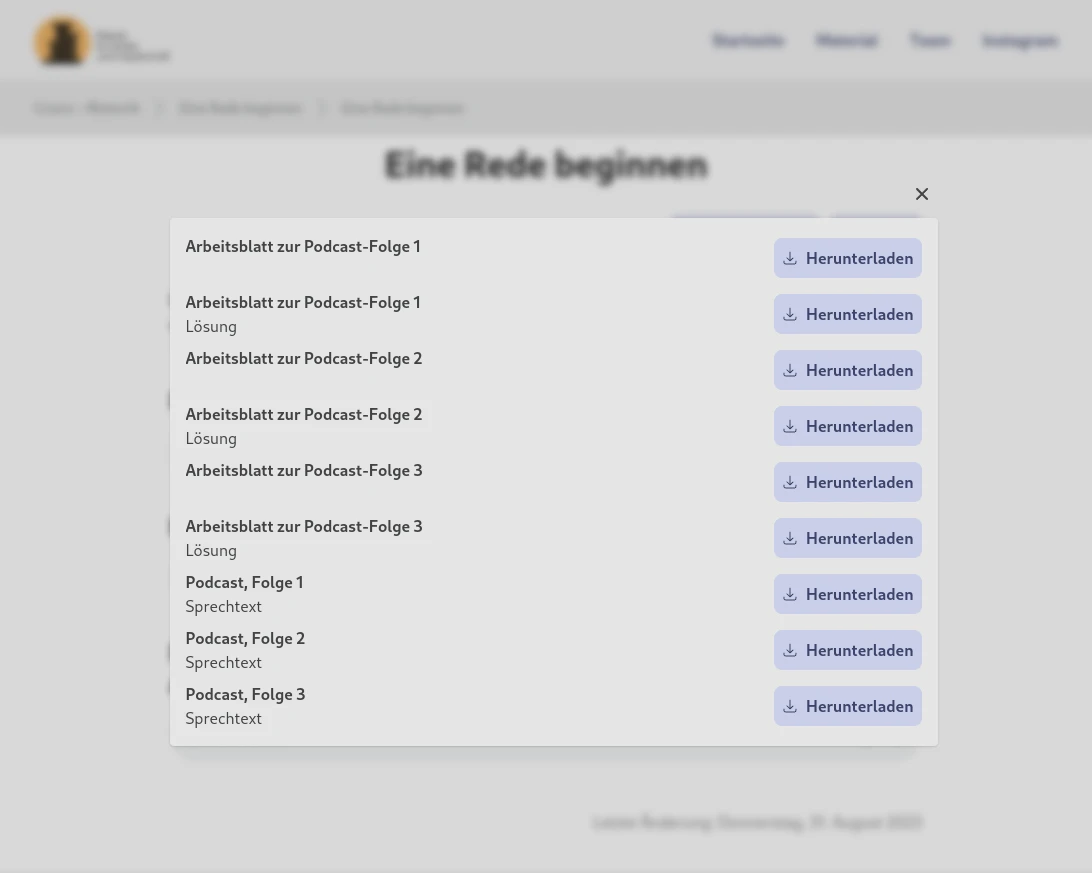 Startseite
Material
Team
Instagram
Eine Rede beginnen
Eine Rede beginnen
Eine Rede beginnen
Arbeitsblatt zur Podcast-Folge 1
Herunterladen
Arbeitsblatt zur Podcast-Folge 1
Lösung
Herunterladen
Arbeitsblatt zur Podcast-Folge 2
Herunterladen
Arbeitsblatt zur Podcast-Folge 2
Lösung
Herunterladen
Arbeitsblatt zur Podcast-Folge 3
Herunterladen
Arbeitsblatt zur Podcast-Folge 3
Lösung
Herunterladen
Podcast, Folge 1
Sprechtext
Herunterladen
Podcast, Folge 2
Sprechtext
Herunterladen
Podcast, Folge 3
Sprechtext
Herunterladen
Letzte Änderung: Donnerstag, 31. August